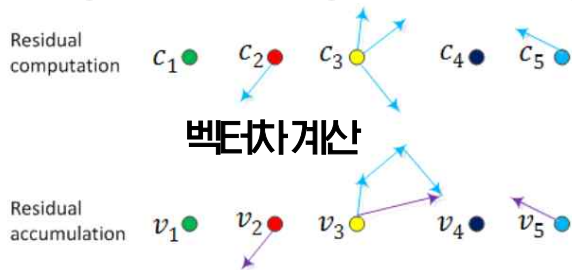 Residual
computation
c1 c2 c3 c4 c5
벡터차 계산
Residual
accumulation
v1 v2 v3 v4 v5